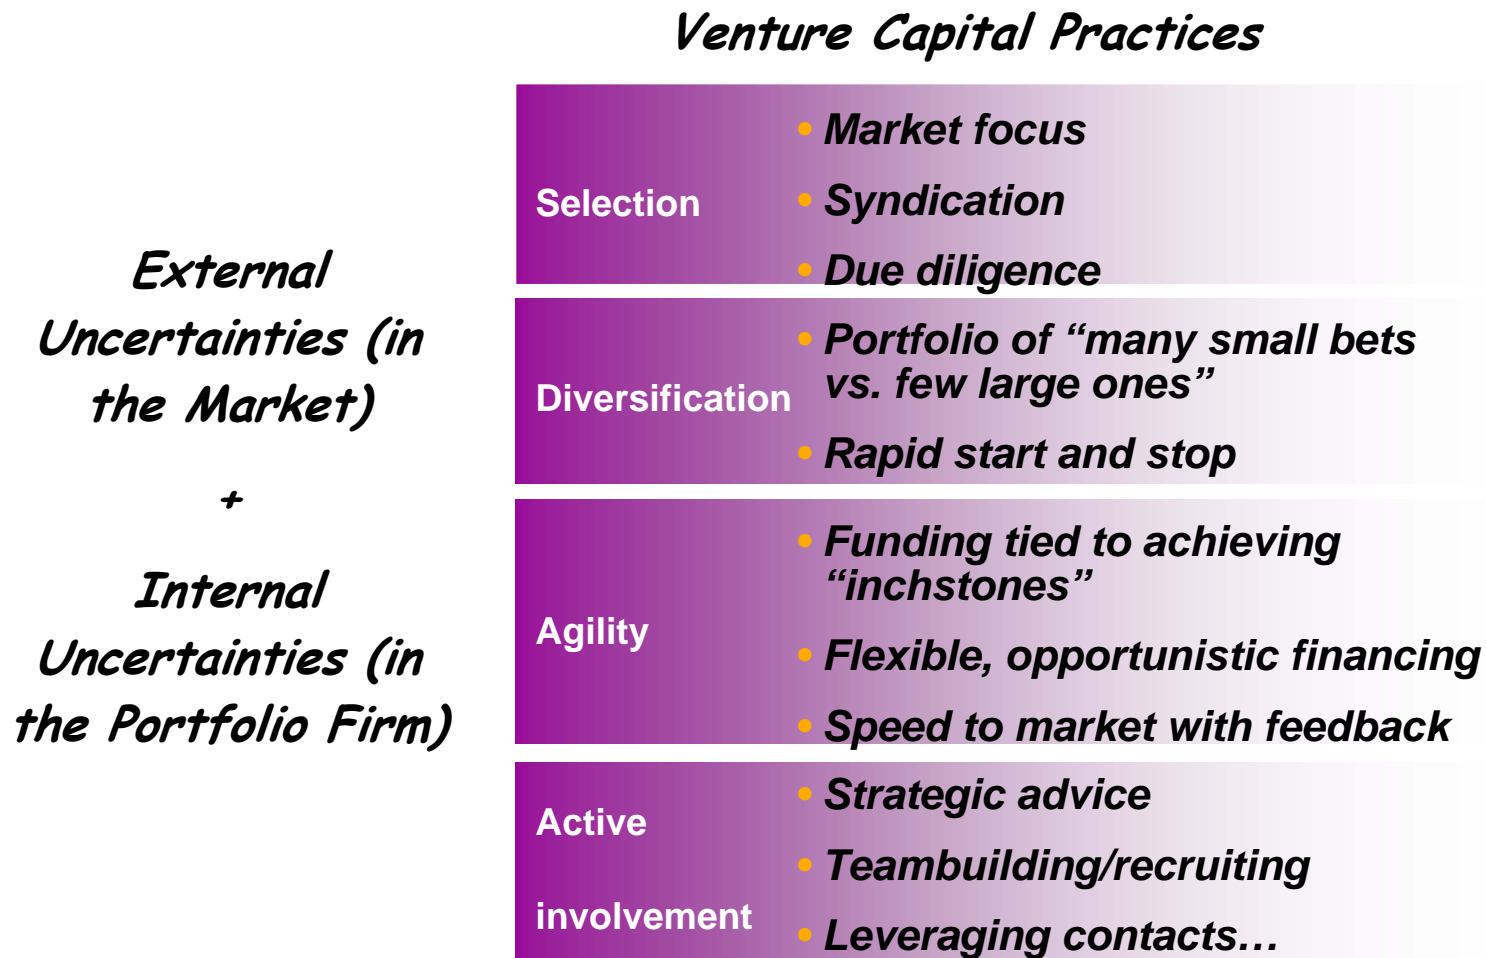 Venture Capital Practices
External
Uncertainties (in
the Market)
+
Internal
Uncertainties (in
the Portfolio Firm)
Selection
• Market focus
• Syndication
• Due diligence
Diversification
• Portfolio of “many small bets
vs. few large ones”
• Rapid start and stop
Agility
• Funding tied to achieving
“inchstones”
• Flexible, opportunistic financing
• Speed to market with feedback
Active
involvement
• Strategic advice
• Teambuilding/recruiting
• Leveraging contacts…